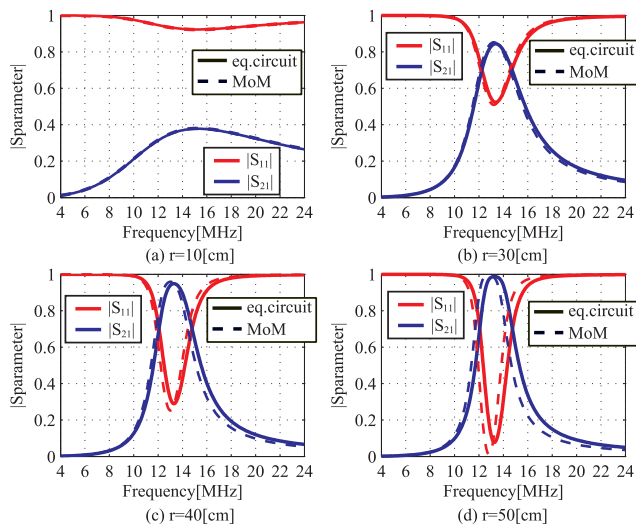 1
0.8
0.6
0.4
0.2
0
|Sparameter|
eq.circuit
MoM
|S11|
|S21|
4 6 8 10 12 14 16 18 20 22 24
Frequency[MHz]
(a) r=10[cm]
1
0.8
0.6
0.4
0.2
0
|Sparameter|
|S11|
|S21|
eq.circuit
MoM
4 6 8 10 12 14 16 18 20 22 24
Frequency[MHz]
(b) r=30[cm]
1
0.8
0.6
0.4
0.2
0
|Sparameter|
|S11|
|S21|
eq.circuit
MoM
4 6 8 10 12 14 16 18 20 22 24
Frequency[MHz]
(c) r=40[cm]
1
0.8
0.6
0.4
0.2
0
|Sparameter|
|S11|
|S21|
eq.circuit
MoM
4 6 8 10 12 14 16 18 20 22 24
Frequency[MHz]
(d) r=50[cm]